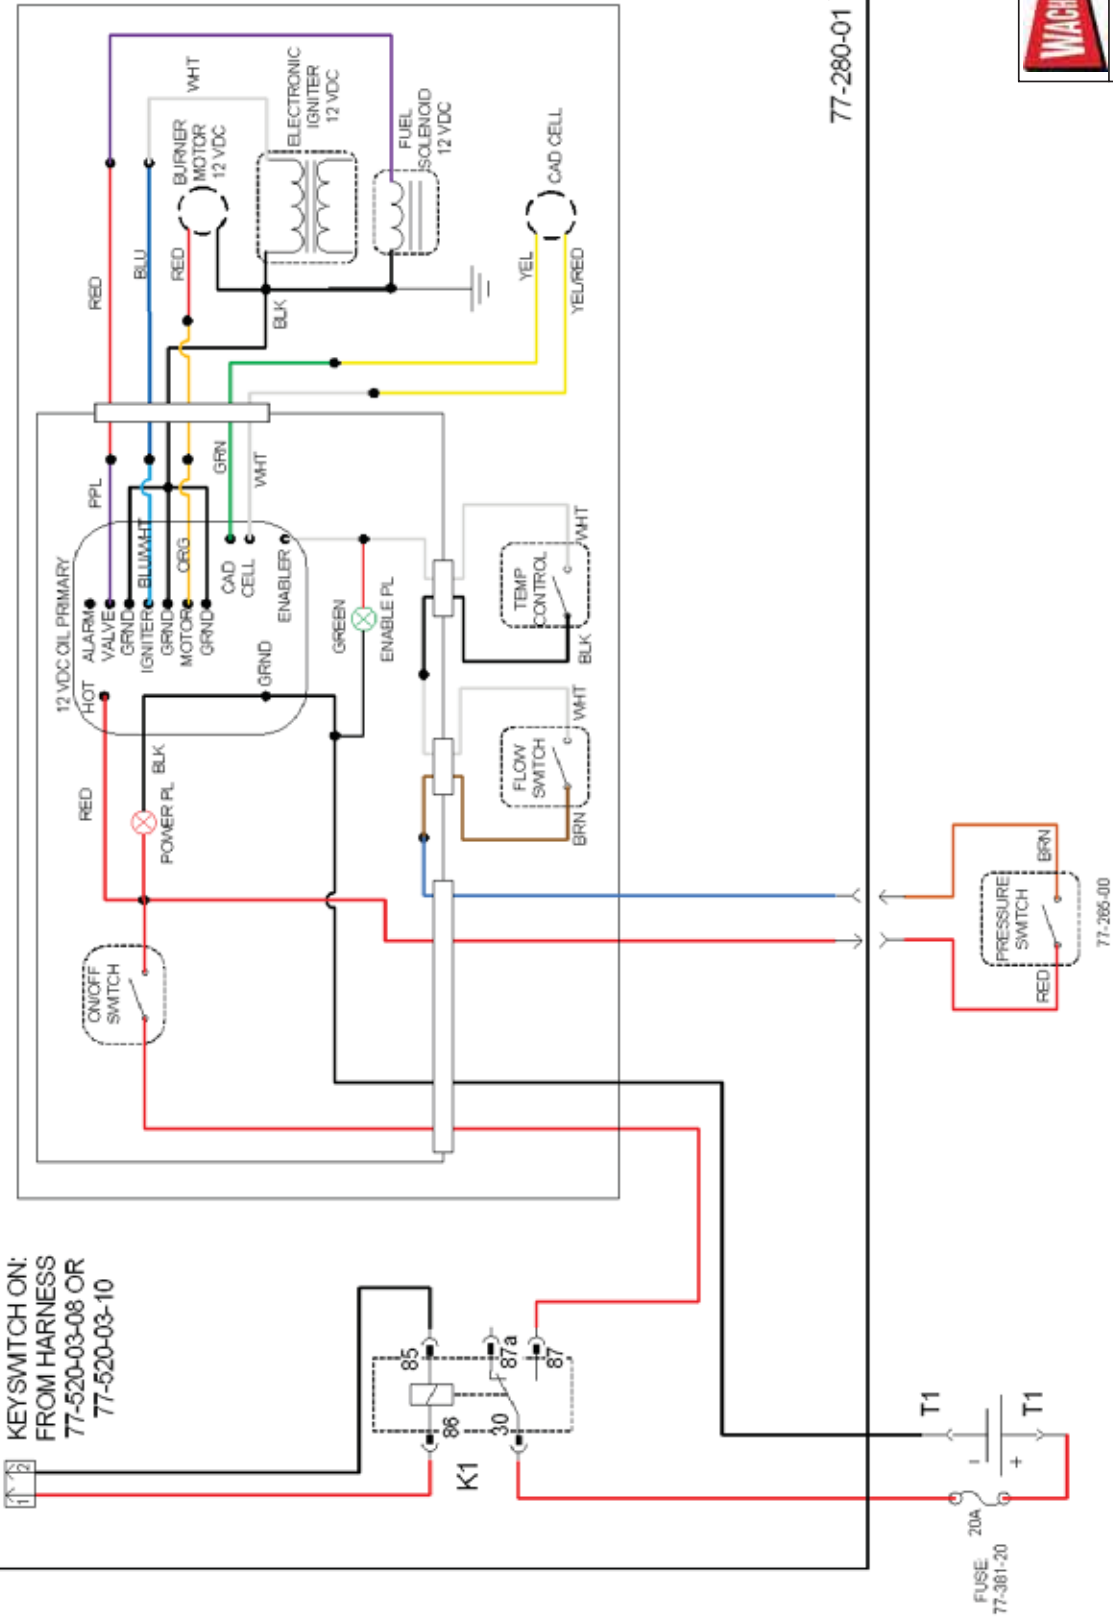 KEYSWITCH ON:
FROM HARNESS
77-520-03-08 OR
77-520-03-10
1
2
85
86
87a
87
30
K1
T1
T1
-
+
20A
FUSE:
77-381-20
ON/OFF
SWITCH
RED
POWER PL
BLK
12 VDC OIL PRIMARY
HOT
ALARM
VALVE
GRND
IGNITER
GRND
MOTOR
GRND
GRND
CAD
CELL
ENABLER
PPL
BLU/WHT
ORG
GRN
WHT
GREEN
ENABLE PL
RED
BLU
RED
WHT
BURNER
MOTOR
12 VDC
ELECTRONIC
IGNITER
12 VDC
FUEL
SOLENOID
12 VDC
BLK
CAD CELL
YEL
YEL/RED
TEMP
CONTROL
WHT
BLK
FLOW
SWITCH
WHT
BRN
PRESSURE
SWITCH
BRN
RED
77-265-00
77-280-01
WACH